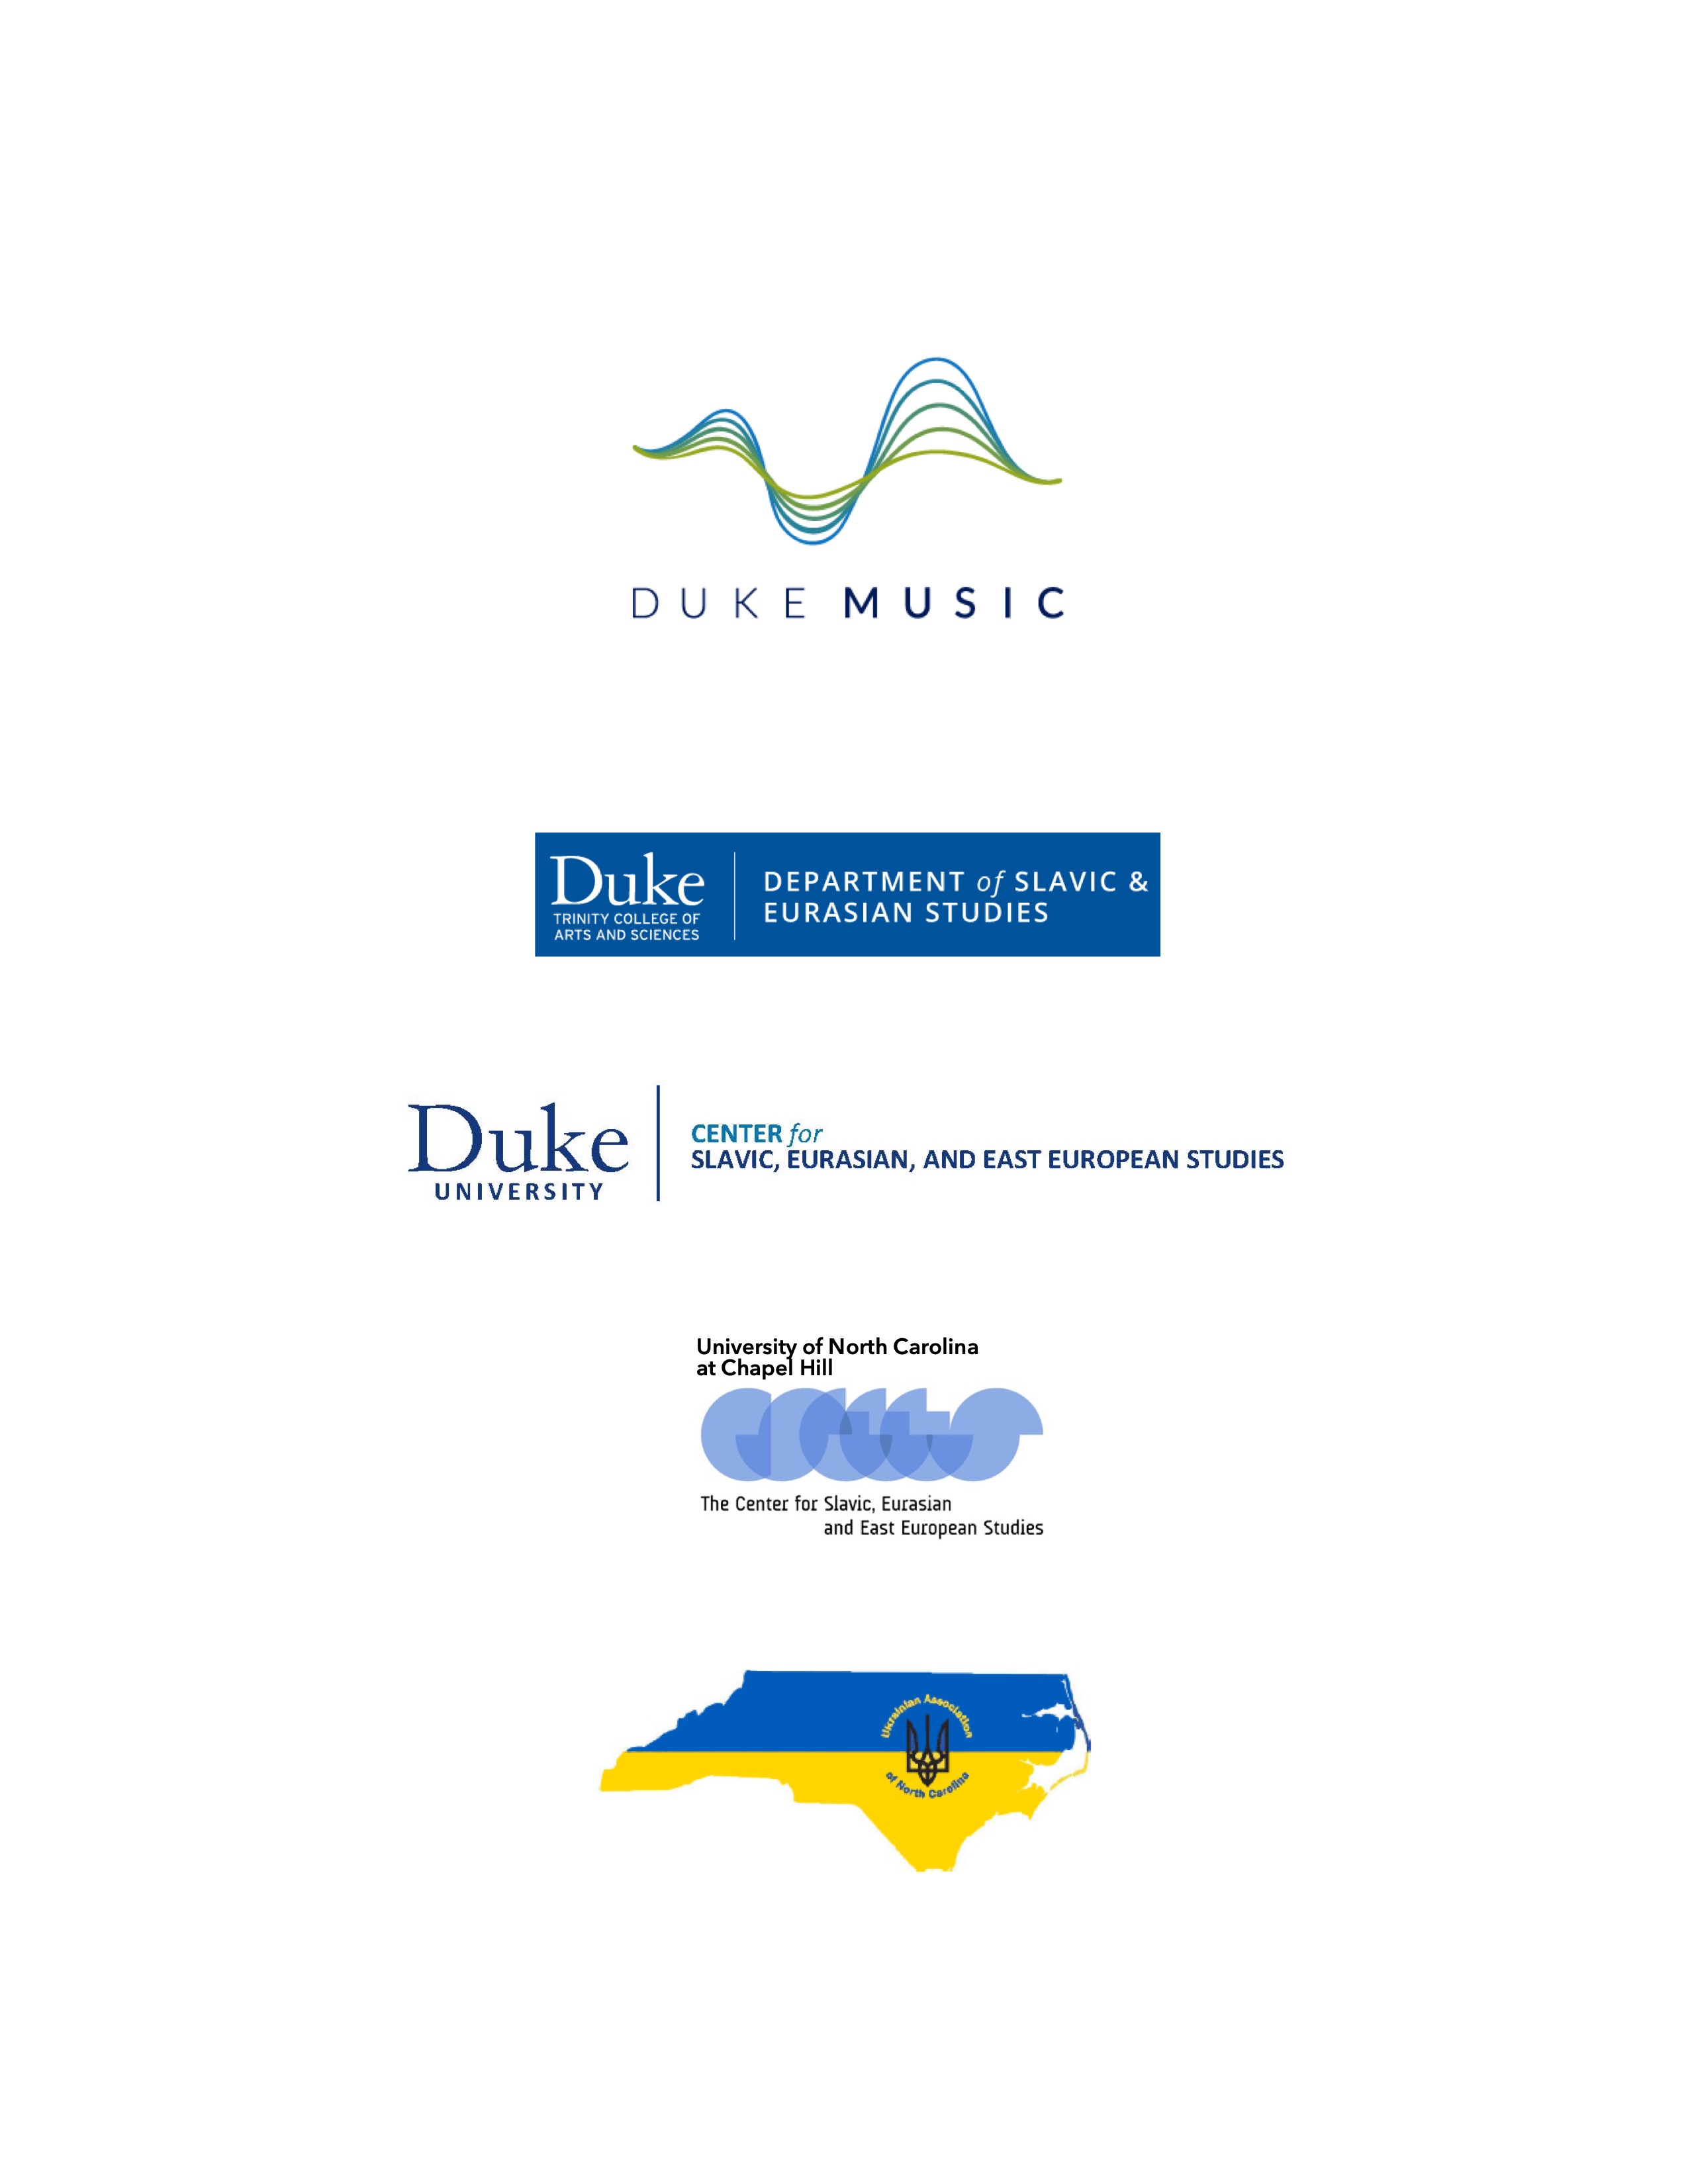 DUKE MUSIC
Duke
TRINITY COLLEGE OF
ARTS AND SCIENCES
DEPARTMENT of SLAVIC &
EURASIAN STUDIES
Duke
UNIVERSITY
CENTER for
SLAVIC, EURASIAN, AND EAST EUROPEAN STUDIES
University of North Carolina
at Chapel Hill
The Center for Slavic, Eurasian
and East European Studies
Ukrainian Association
of North Carolina